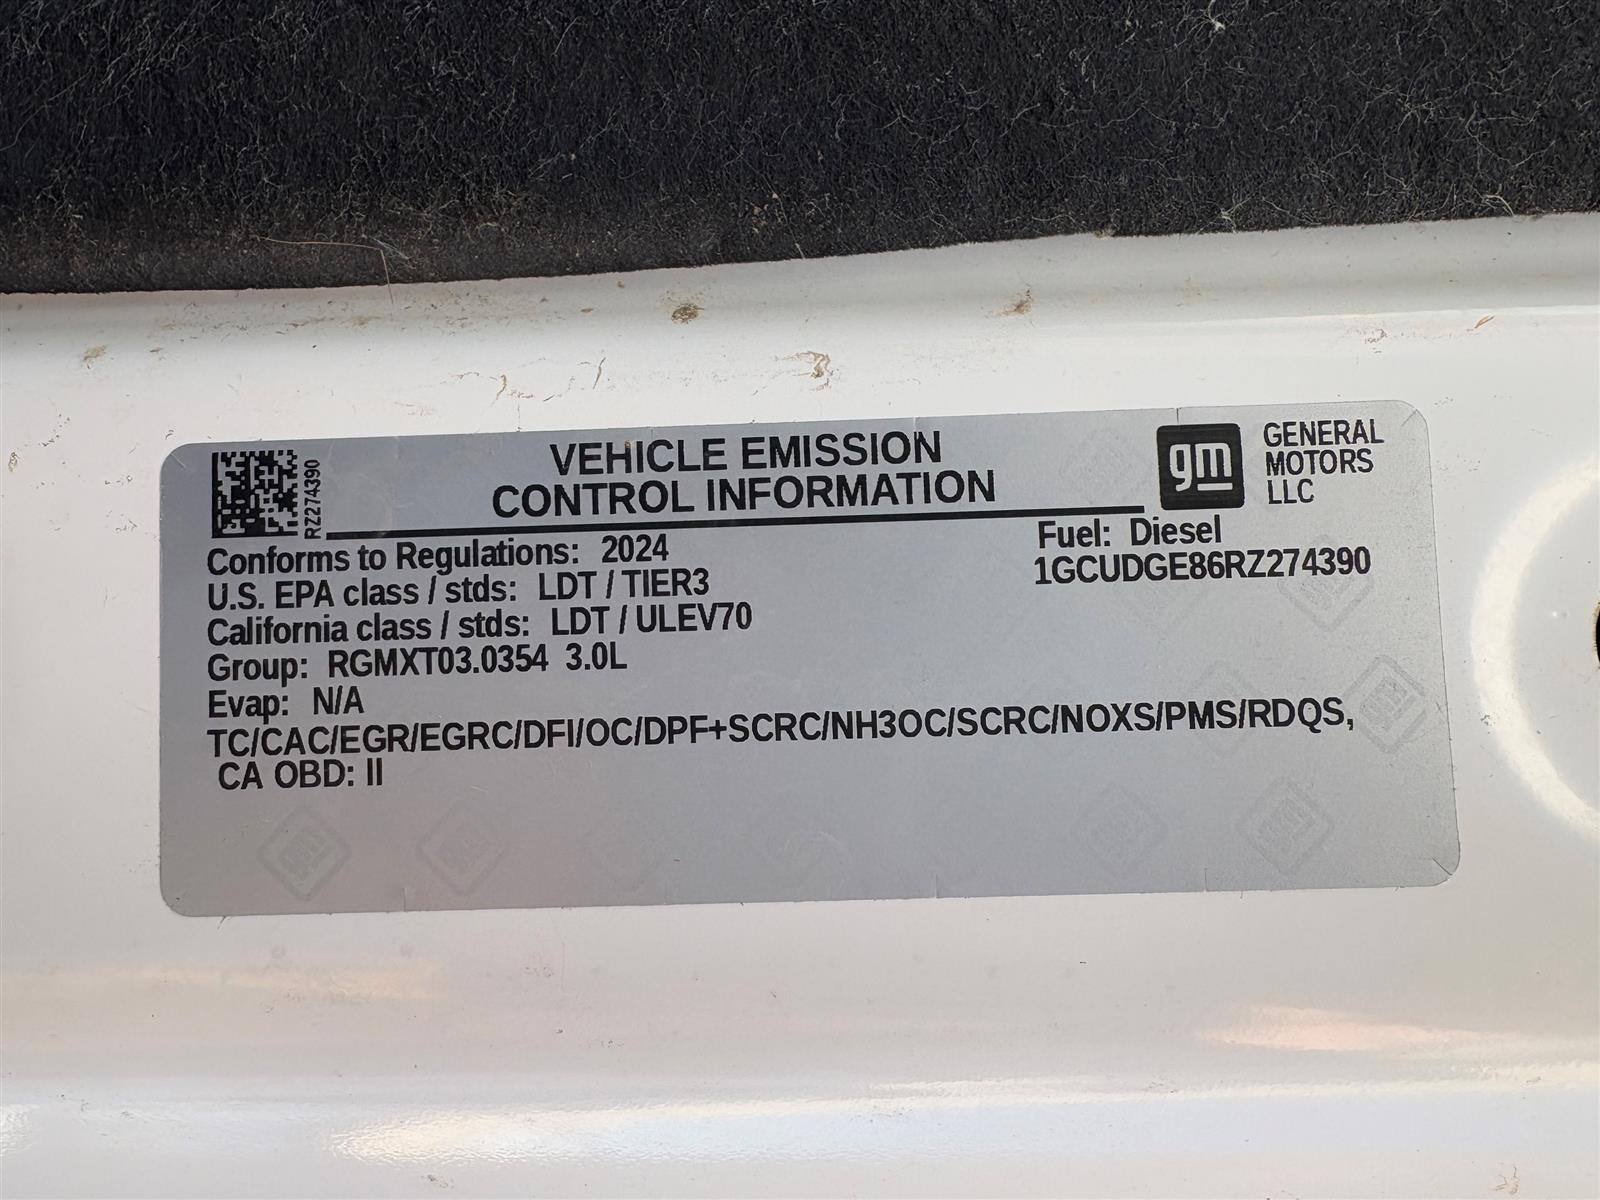 VEHICLE EMISSION
CONTROL INFORMATION
gm
GENERAL
MOTORS
LLC
RZ274390
Conforms to Regulations: 2024
U.S. EPA class / stds: LDT / TIER3
California class / stds: LDT / ULEV70
Group: RGMXT03.0354 3.0L
Evap: N/A
Fuel: Diesel
1GCUDGE86RZ274390
TC/CAC/EGR/EGRC/DFI/OC/DPF+SCRC/NH3OC/SCRC/NOXS/PMS/RDQS,
CA OBD: II